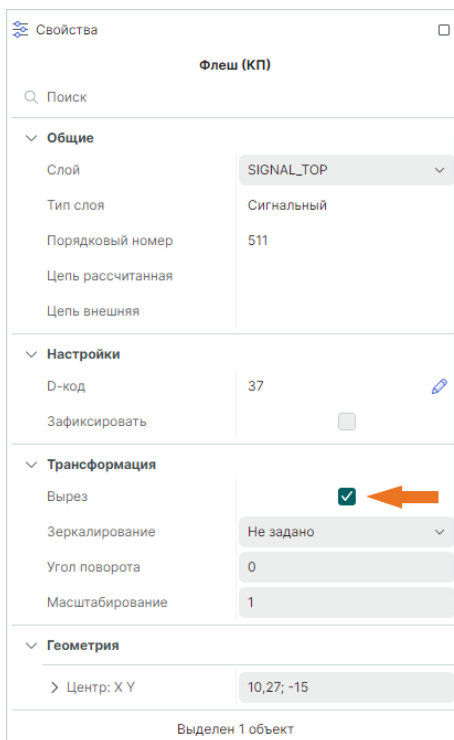 Свойства
Флеш (КП)
Поиск
Общие
Слой SIGNAL_TOP
Тип слоя Сигнальный
Порядковый номер 511
Цепь рассчитанная
Цепь внешняя
Настройки
D-код 37
Зафиксировать
Трансформация
Вырез
Зеркалирование Не задано
Угол поворота 0
Масштабирование 1
Геометрия
Центр: X Y 10,27; -15
Выделен 1 объект